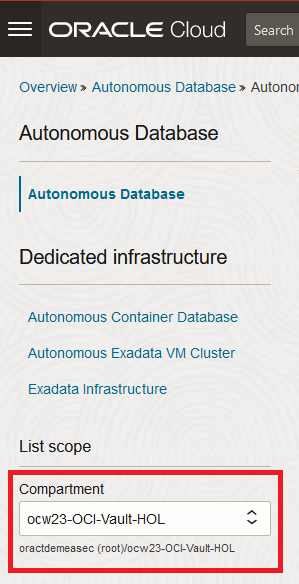 ORACLE Cloud
Search
Overview » Autonomous Database » Autono
Autonomous Database
Autonomous Database
Dedicated infrastructure
Autonomous Container Database
Autonomous Exadata VM Cluster
Exadata Infrastructure
List scope
Compartment
ocw23-OCI-Vault-HOL
oractdemeasec (root)/ocw23-OCI-Vault-HOL